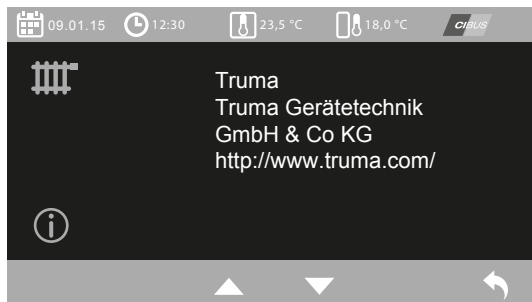 09.01.15 12:30 23,5 °C 18,0 °C CIBUS
Truma
Truma Gerätetechnik
GmbH & Co KG
http://www.truma.com/